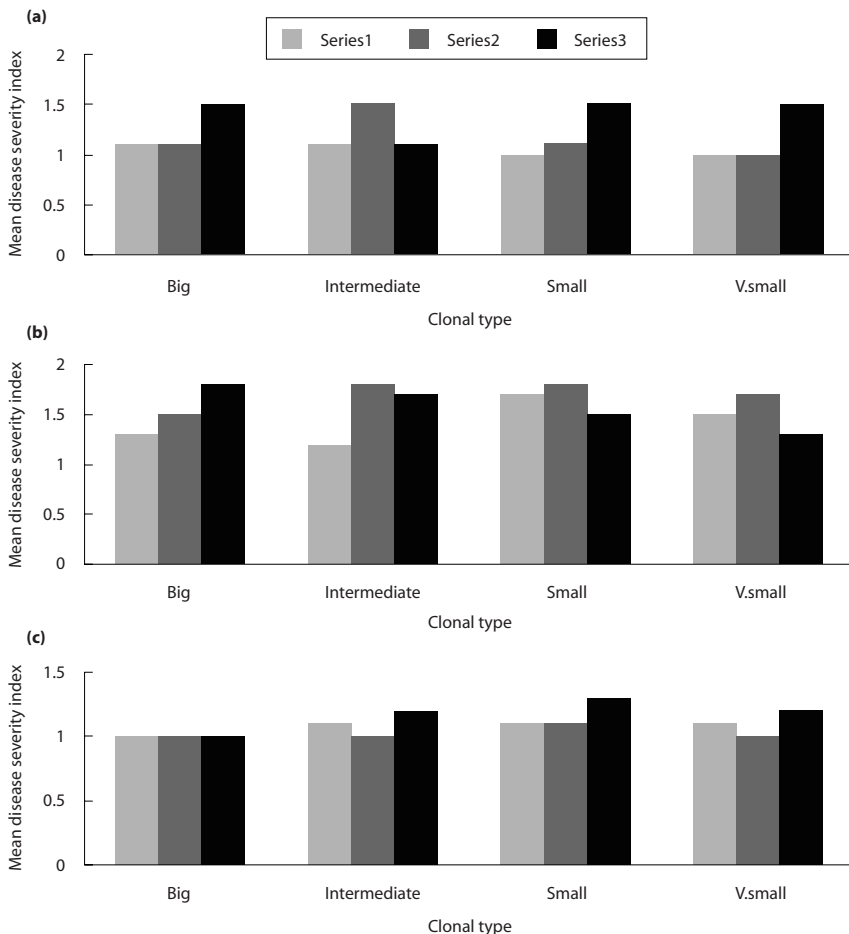 (a)
Series1 Series2 Series3
Mean disease severity index
2
1.5
1
0.5
0
Big Intermediate Small V.small
Clonal type
(b)
Mean disease severity index
2
1.5
1
0.5
0
Big Intermediate Small V.small
Clonal type
(c)
Mean disease severity index
1.5
1
0.5
0
Big Intermediate Small V.small
Clonal type